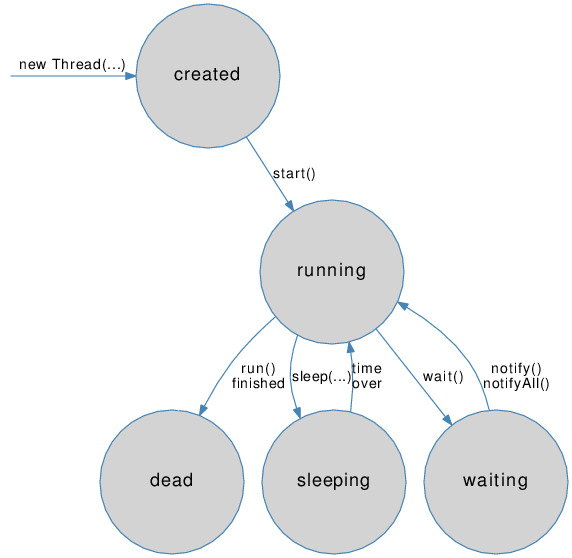 new Thread(...)
created
start()
running
run()
finished
sleep(...)
time
over
wait()
notify()
notifyAll()
dead
sleeping
waiting